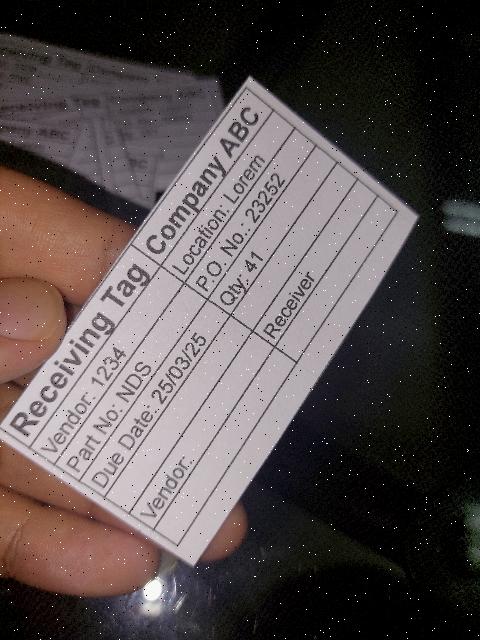 Receiving Tag Company ABC
Vendor: 1234 Location: Lorem
Part No: NDS P.O. No.: 23252
Due Date: 25/03/25 Qty: 41
Vendor: Receiver